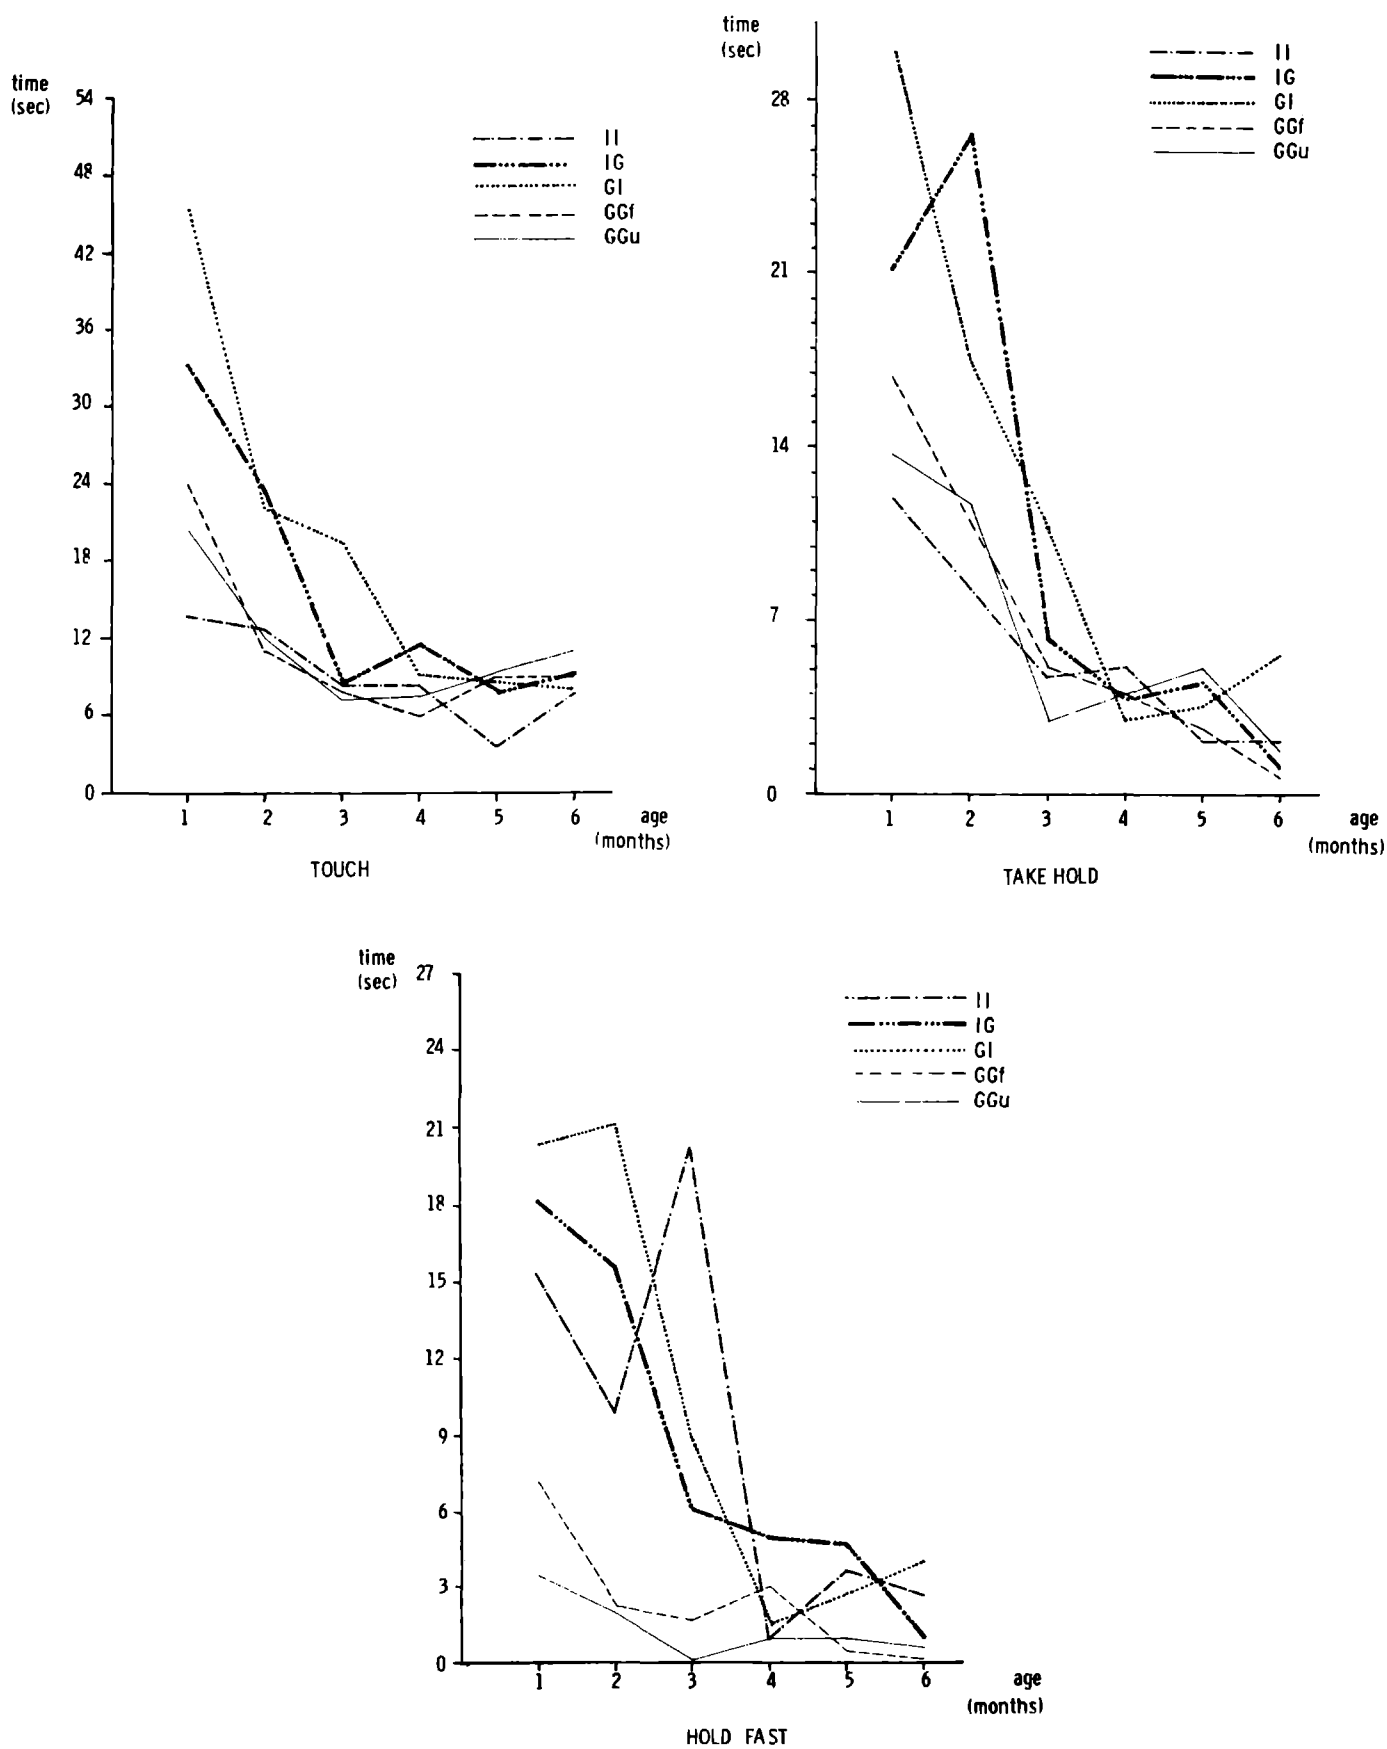 time
(sec)
54
48
42
36
30
24
18
12
6
0
II
IG
GI
GGf
GGu
1 2 3 4 5 6 age
(months)
TOUCH
time
(sec)
28
21
14
7
0
II
IG
GI
GGf
GGu
1 2 3 4 5 6 age
(months)
TAKE HOLD
time
(sec)
27
24
21
18
15
12
9
6
3
0
II
IG
GI
GGf
GGu
1 2 3 4 5 6 age
(months)
HOLD FAST